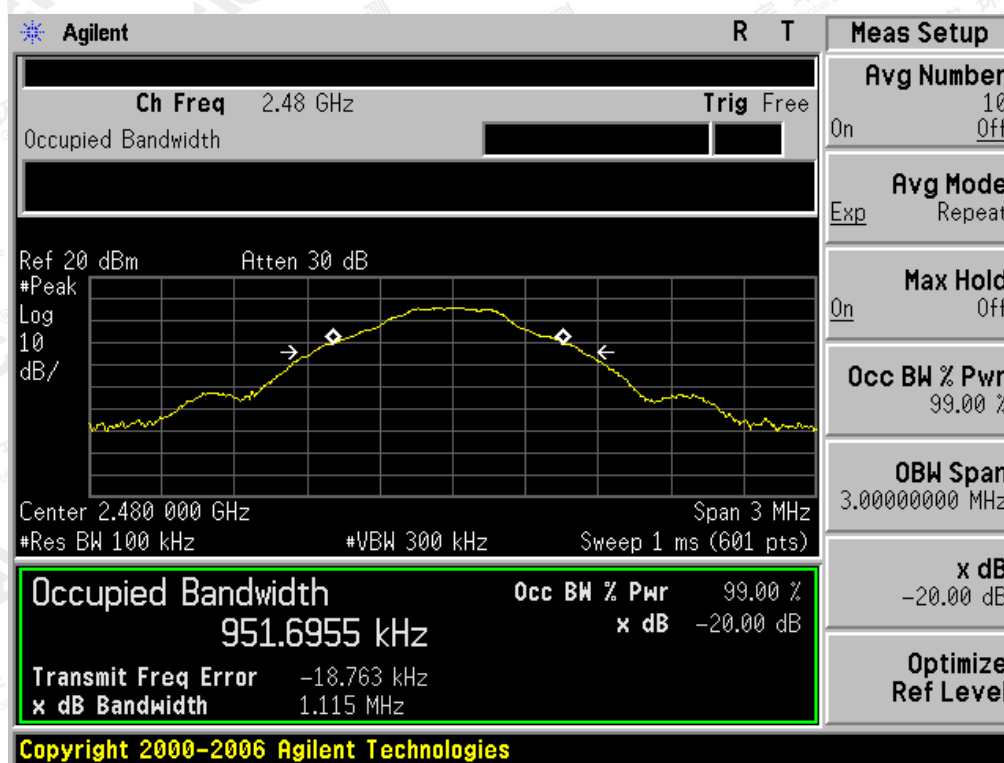 Agilent R T
Meas Setup
Ch Freq 2.48 GHz Trig Free
Occupied Bandwidth
Avg Number
10
On Off
Avg Mode
Exp Repeat
Ref 20 dBm Atten 30 dB
#Peak
Log
10
dB/
Max Hold
On Off
Occ BW % Pwr
99.00 %
OBW Span
3.00000000 MHz
Center 2.480 000 GHz Span 3 MHz
#Res BW 100 kHz #VBW 300 kHz Sweep 1 ms (601 pts)
x dB
-20.00 dB
Occupied Bandwidth
951.6955 kHz
Occ BW % Pwr 99.00 %
x dB -20.00 dB
Transmit Freq Error -18.763 kHz
x dB Bandwidth 1.115 MHz
Optimize
Ref Level
Copyright 2000-2006 Agilent Technologies